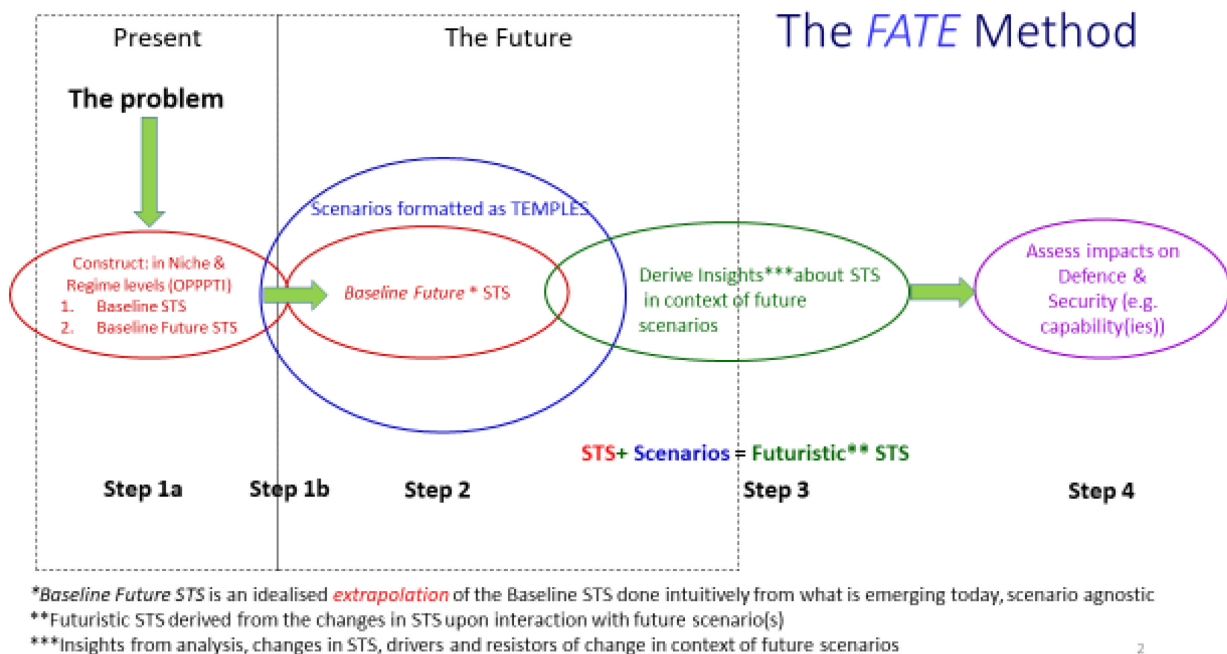 The FATE Method
Present
The Future
The problem
Scenarios formatted as TEMPLES
Construct: in Niche &
Regime levels (OPPPTI)
1. Baseline STS
2. Baseline Future STS
Baseline Future * STS
Derive Insights***about STS
in context of future
scenarios
Assess impacts on
Defence &
Security (e.g.
capability(ies))
STS+ Scenarios = Futuristic** STS
Step 1a
Step 1b
Step 2
Step 3
Step 4
*Baseline Future STS is an idealised extrapolation of the Baseline STS done intuitively from what is emerging today, scenario agnostic
**Futuristic STS derived from the changes in STS upon interaction with future scenario(s)
***Insights from analysis, changes in STS, drivers and resistors of change in context of future scenarios
2